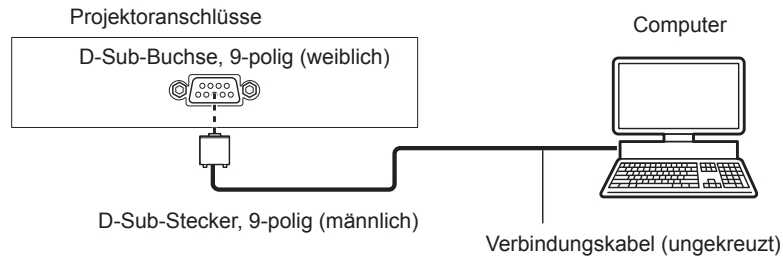 Projektoranschlüsse
Computer
D-Sub-Buchse, 9-polig (weiblich)
D-Sub-Stecker, 9-polig (männlich)
Verbindungskabel (ungekreuzt)